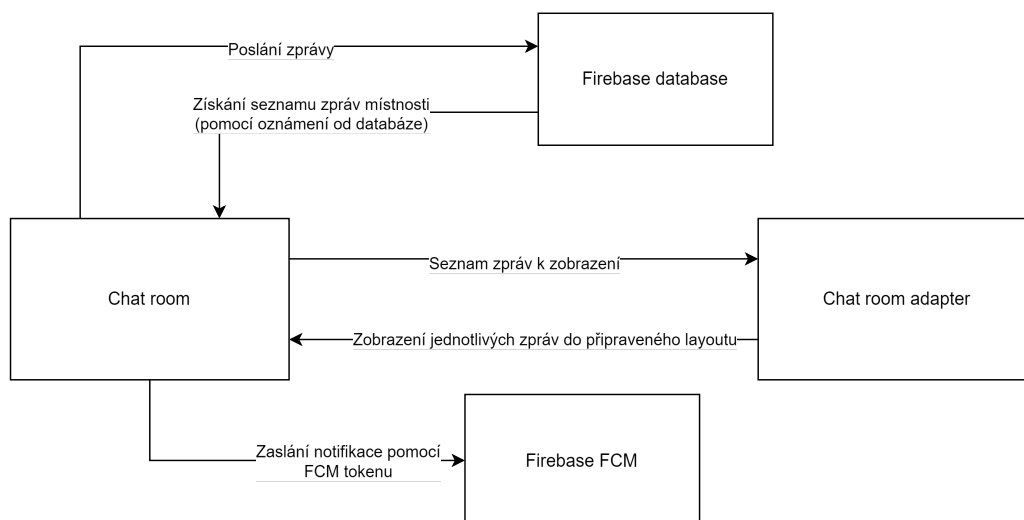 Poslání zprávy
Firebase database
Získání seznamu zpráv místnosti
(pomocí oznámení od databáze)
Seznam zpráv k zobrazení
Chat room
Chat room adapter
Zobrazení jednotlivých zpráv do připraveného layoutu
Zaslání notifikace pomocí
FCM tokenu
Firebase FCM